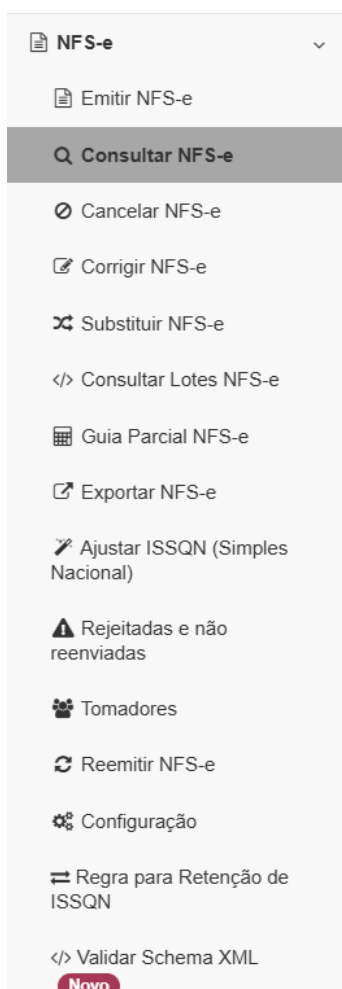 NFS-e
Emitir NFS-e
Consultar NFS-e
Cancelar NFS-e
Corrigir NFS-e
Substituir NFS-e
Consultar Lotes NFS-e
Guia Parcial NFS-e
Exportar NFS-e
Ajustar ISSQN (Simples
Nacional)
Rejeitadas e não
reenviadas
Tomadores
Reemitir NFS-e
Configuração
Regra para Retenção de
ISSQN
Validar Schema XML
Novo